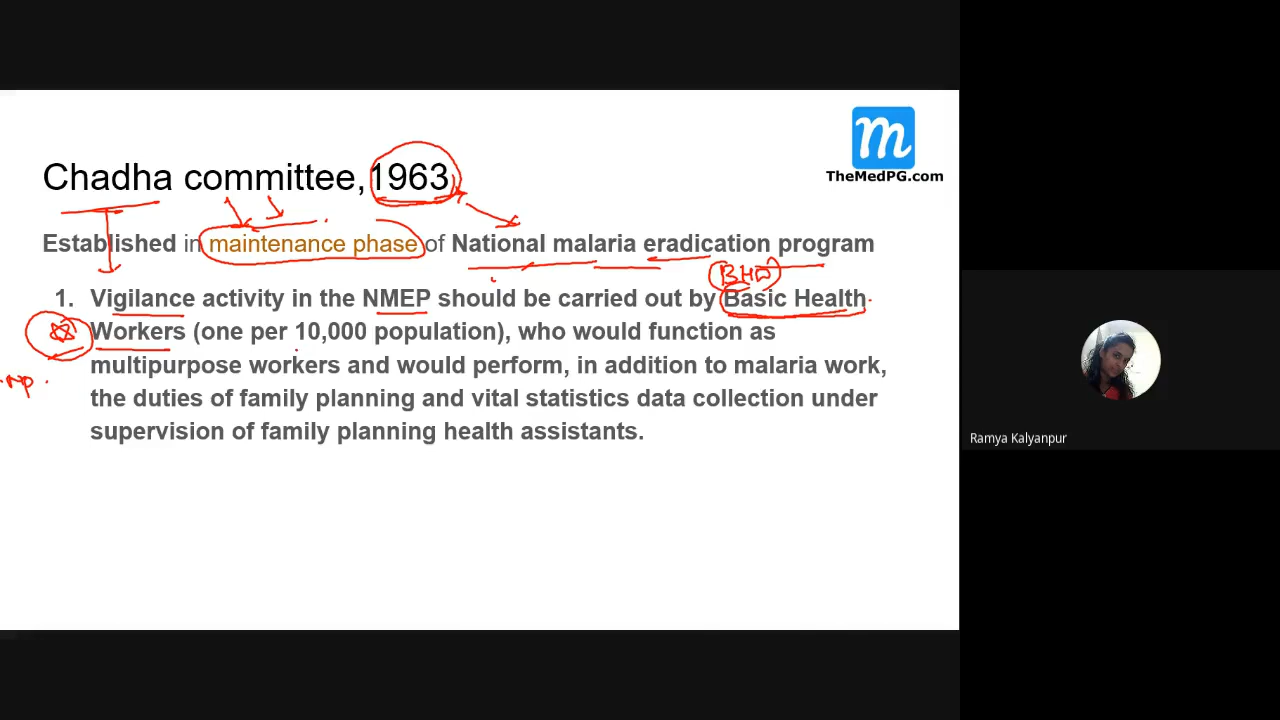 m
TheMedPG.com
Chadha committee, 1963
Established in maintenance phase of National malaria eradication program
BHW
1. Vigilance activity in the NMEP should be carried out by Basic Health
Workers (one per 10,000 population), who would function as
multipurpose workers and would perform, in addition to malaria work,
the duties of family planning and vital statistics data collection under
supervision of family planning health assistants.
Ramya Kalyanpur